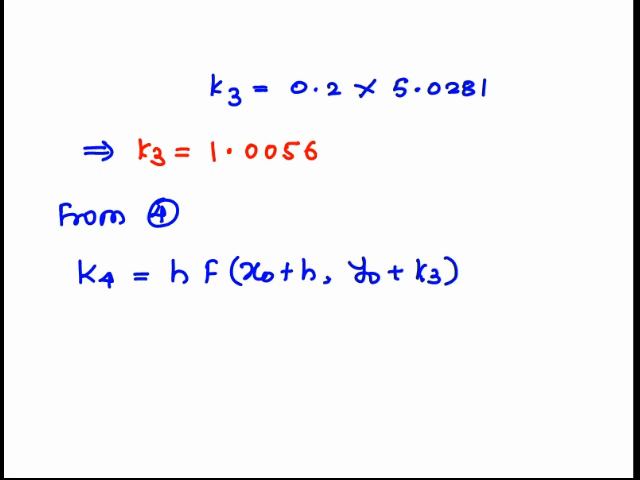 k₃ = 0.2 × 5.0281
⇒ k₃ = 1.0056
From ④
k₄ = h f (x₀ + h, y₀ + k₃)